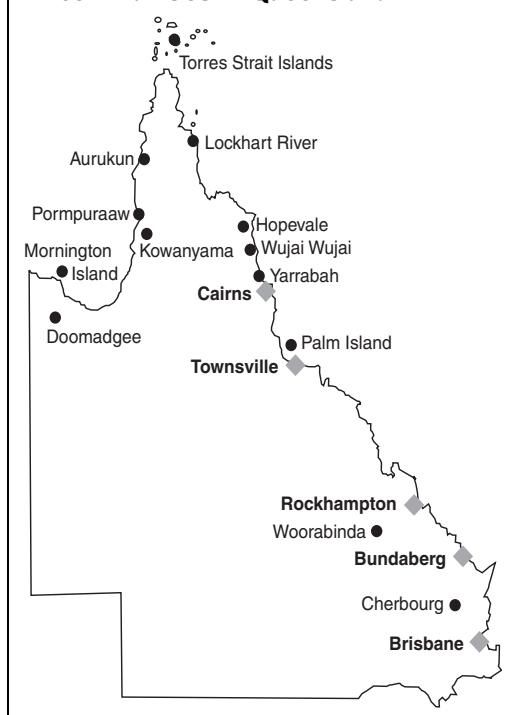 Torres Strait Islands
Lockhart River
Aurukun
Pormpuraaw
Hopevale
Kowanyama
Wujai Wujai
Mornington
Island
Yarrabah
Cairns
Doomadgee
Palm Island
Townsville
Rockhampton
Woorabinda
Bundaberg
Cherbourg
Brisbane